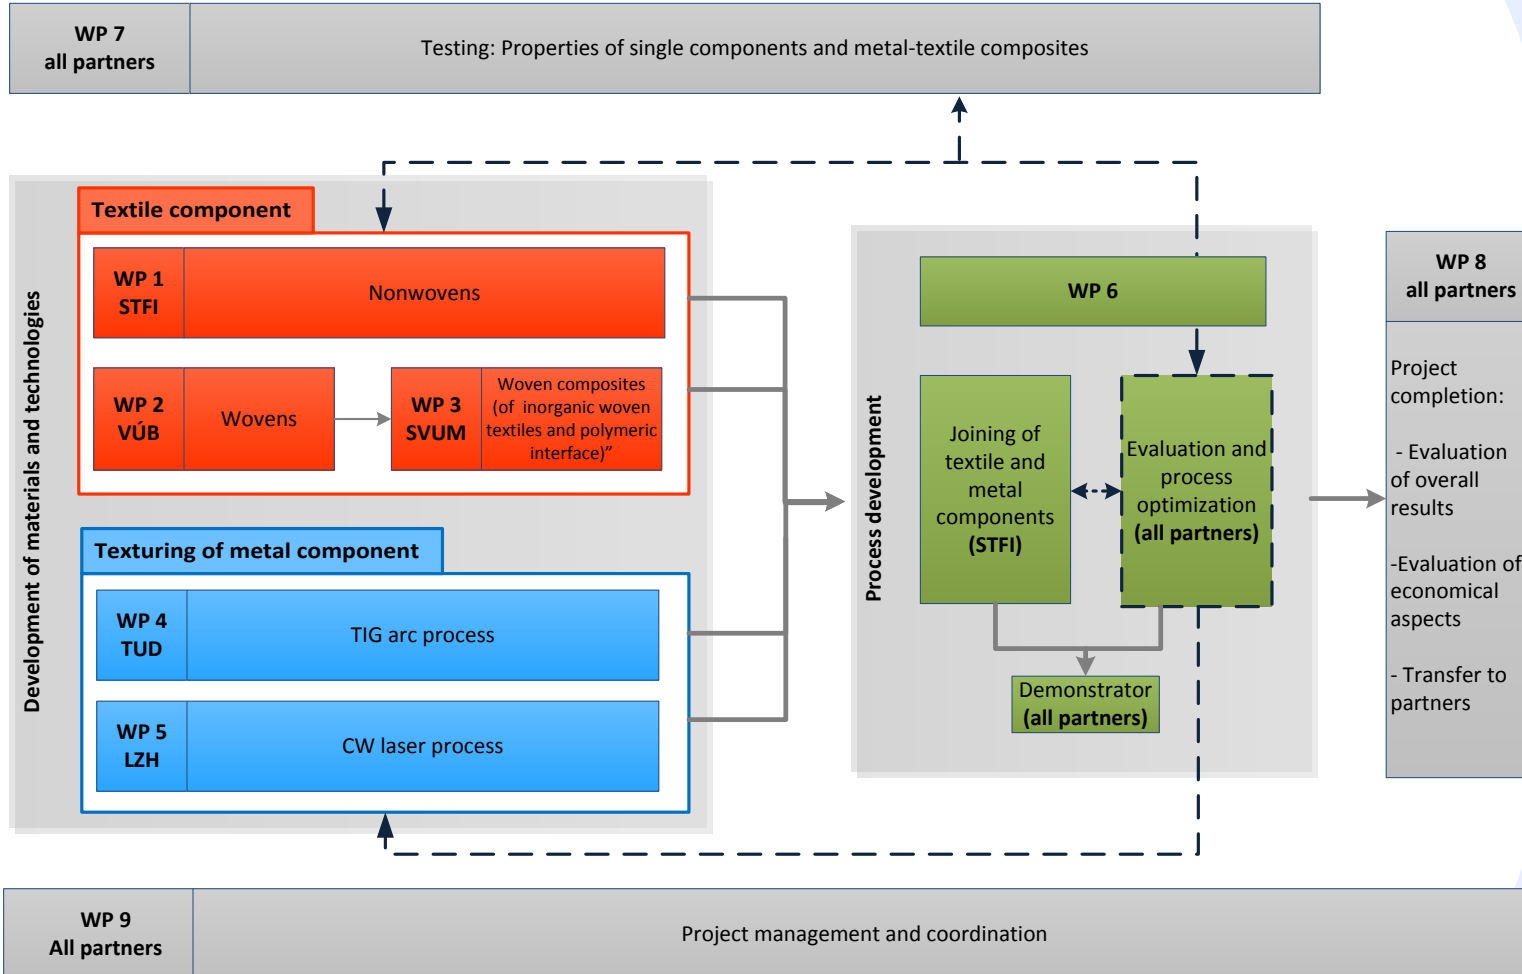 WP 7
all partners
Testing: Properties of single components and metal-textile composites
Development of materials and technologies
Textile component
WP 1
STFI
Nonwovens
WP 2
VÚB
Wovens
WP 3
SVUM
Woven composites
(of inorganic woven
textiles and polymeric
interface)”
Texturing of metal component
WP 4
TUD
TIG arc process
WP 5
LZH
CW laser process
Process development
WP 6
Joining of
textile and
metal
components
(STFI)
Evaluation and
process
optimization
(all partners)
Demonstrator
(all partners)
WP 8
all partners
Project
completion:
- Evaluation
of overall
results
-Evaluation of
economical
aspects
- Transfer to
partners
WP 9
All partners
Project management and coordination